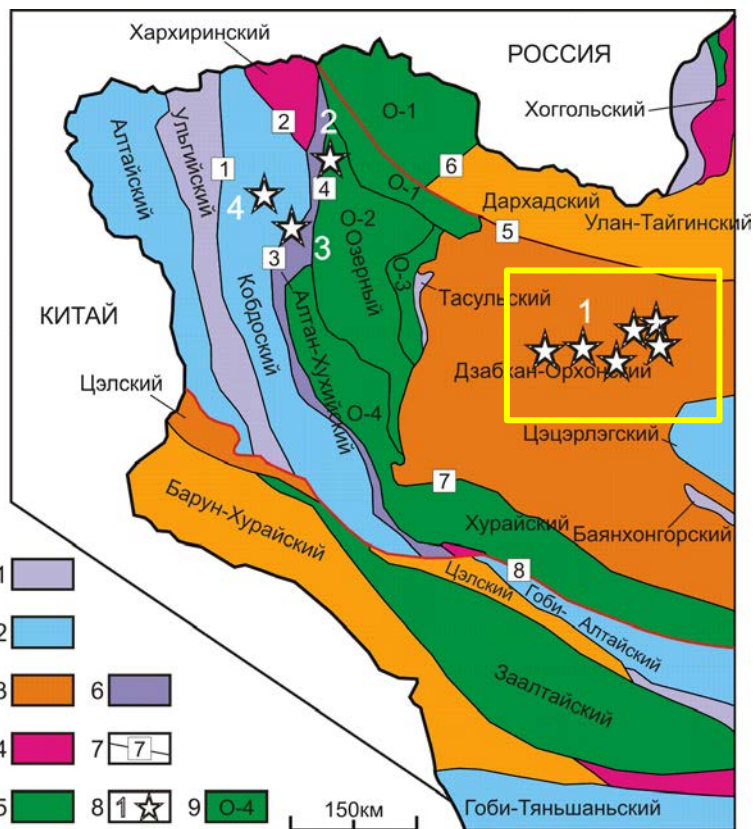 Хархиринский
РОССИЯ
Хоггольский
О-1
Алтайский
Ульгийский
2
2
1
6
4
О-1
Дархадский
Улан-Тайгинский
4
О-2
5
3
3
Озерный
О-3
Тасульский
1
КИТАЙ
Кобдоский
Алтан-Хухийский
Дзабхан-Орхонский
Цэлский
О-4
Цэцэрлэгский
7
Барун-Хурайский
Хурайский
Баянхонгорский
8
Цэлский
Гоби-Алтайский
Заалтайский
1
2
3
6
4
7
7
5
8
1
9
О-4
150км
Гоби-Тяньшаньский